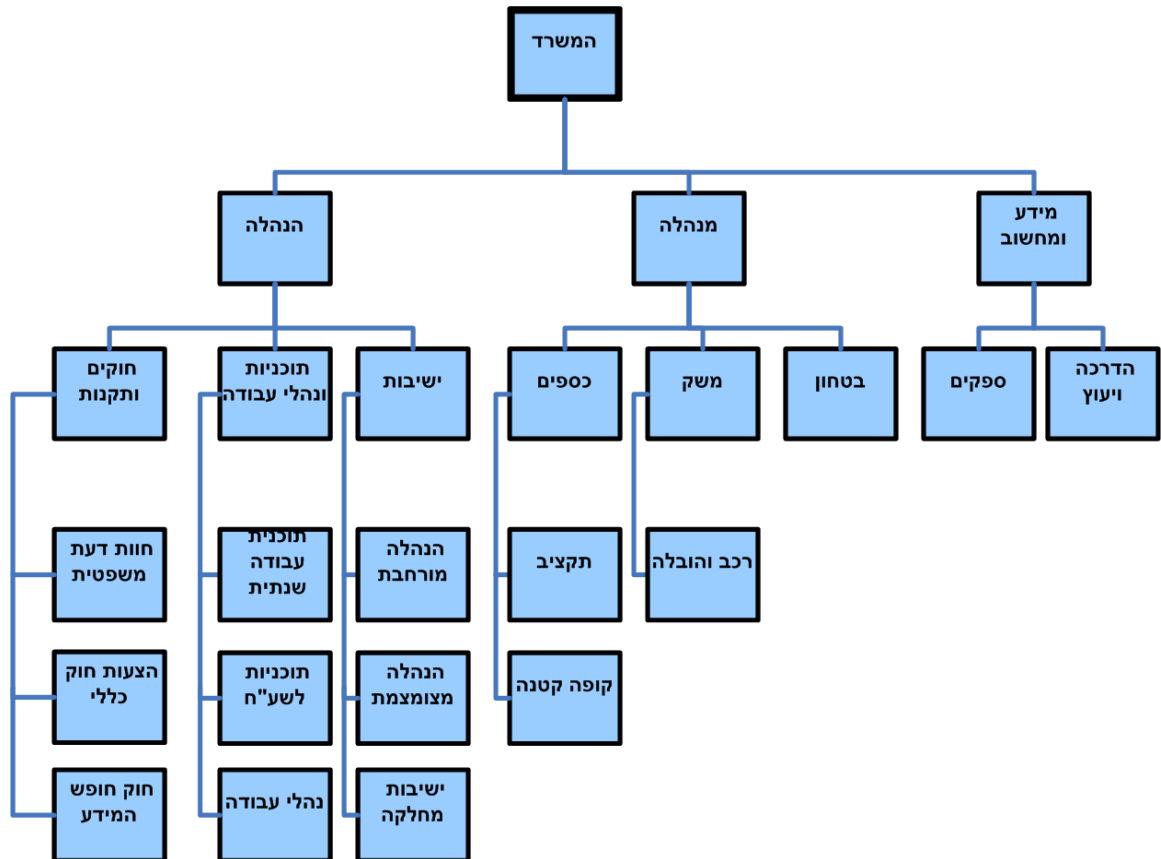 המשרד
מידע
ומחשוב
מנהלה
הנהלה
הדרכה
ויעוץ
ספקים
בטחון
משק
כספים
ישיבות
תוכניות
ונהלי עבודה
חוקים
ותקנות
רכב והובלה
תקציב
הנהלה
מורחבת
תוכנית
עבודה
שנתית
חוות דעת
משפטית
קופה קטנה
הנהלה
מצומצמת
תוכניות
לשע"ח
הצעות חוק
כללי
ישיבות
מחלקה
נהלי עבודה
חוק חופש
המידע